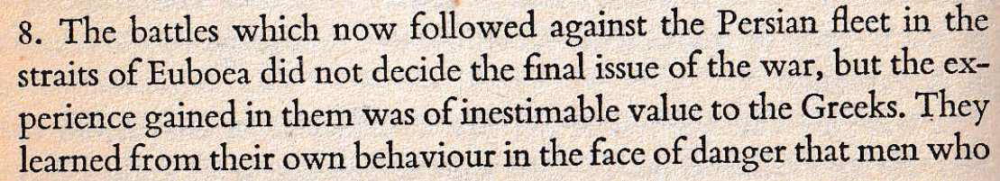 8. The battles which now followed against the Persian fleet in the
straits of Euboea did not decide the final issue of the war, but the ex-
perience gained in them was of inestimable value to the Greeks. They
learned from their own behaviour in the face of danger that men who